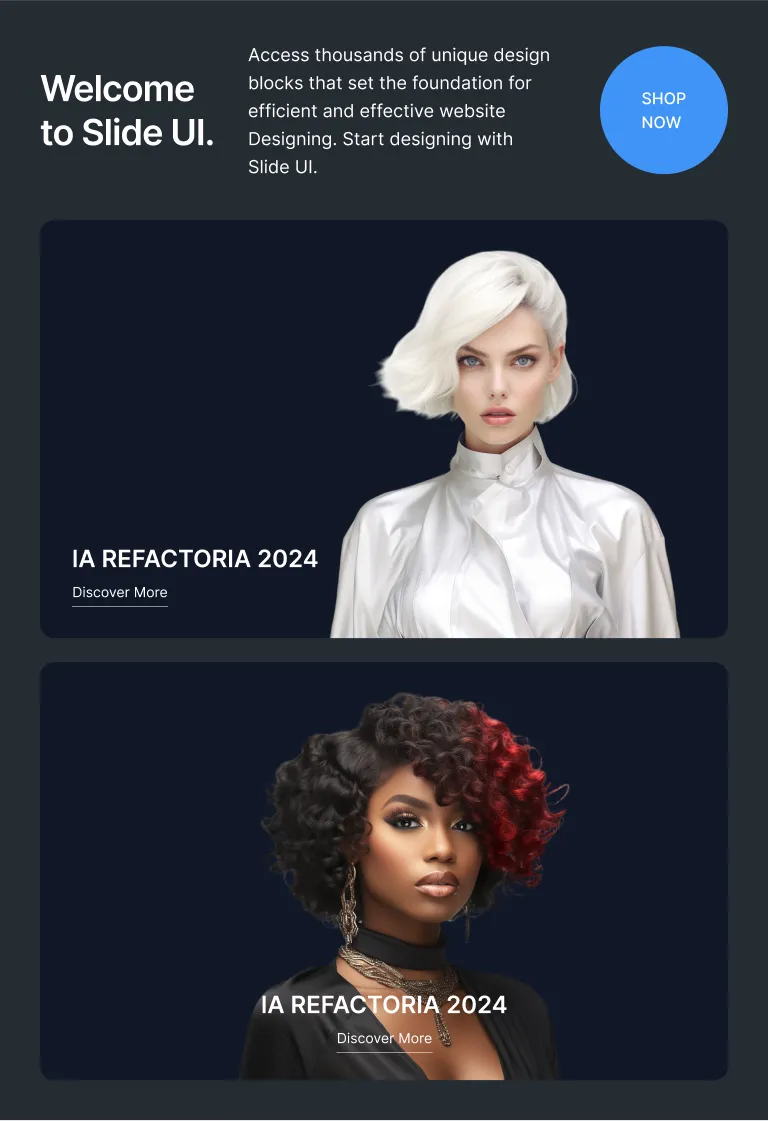 Welcome
to Slide UI.
Access thousands of unique design
blocks that set the foundation for
efficient and effective website
Designing. Start designing with
Slide UI.
SHOP
NOW
IA REFACTORIA 2024
Discover More
IA REFACTORIA 2024
Discover More